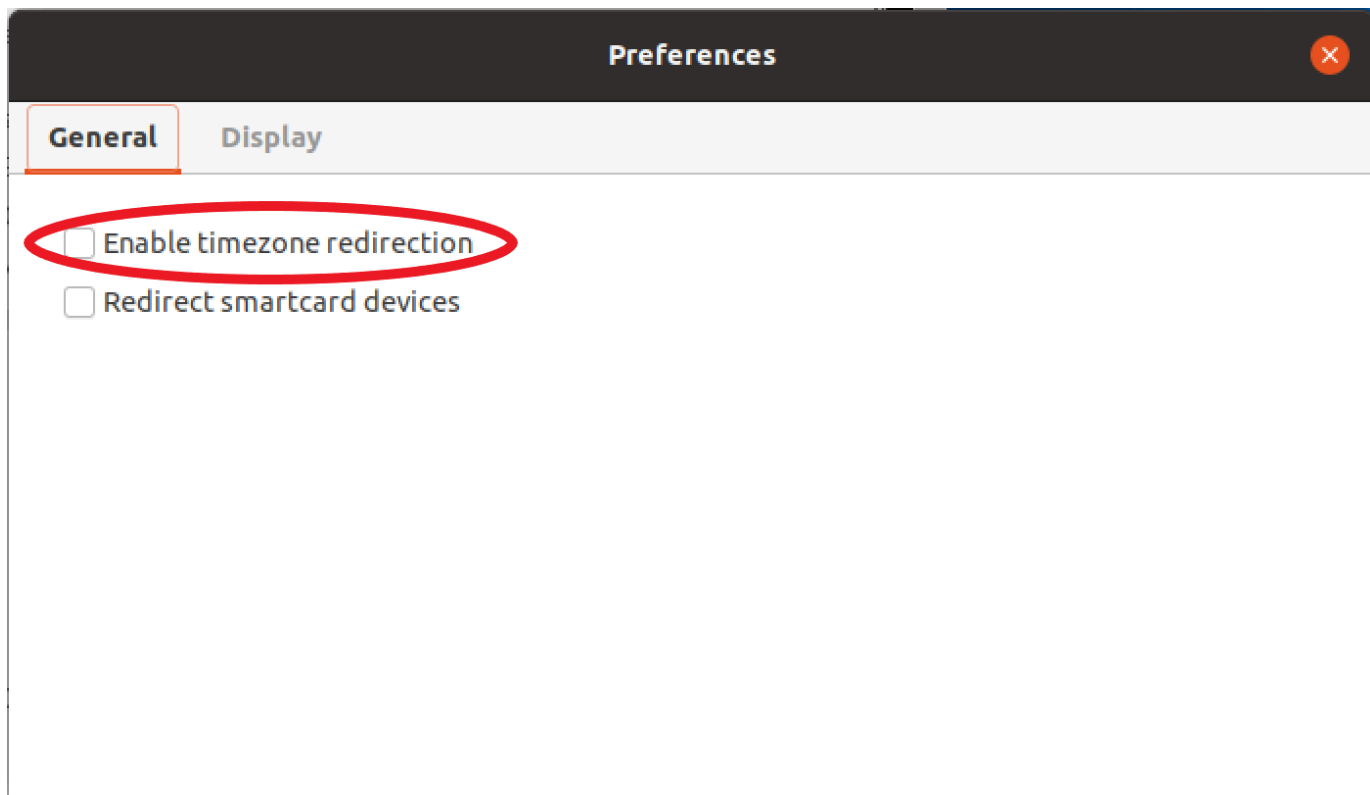 Preferences
General Display
Enable timezone redirection
Redirect smartcard devices